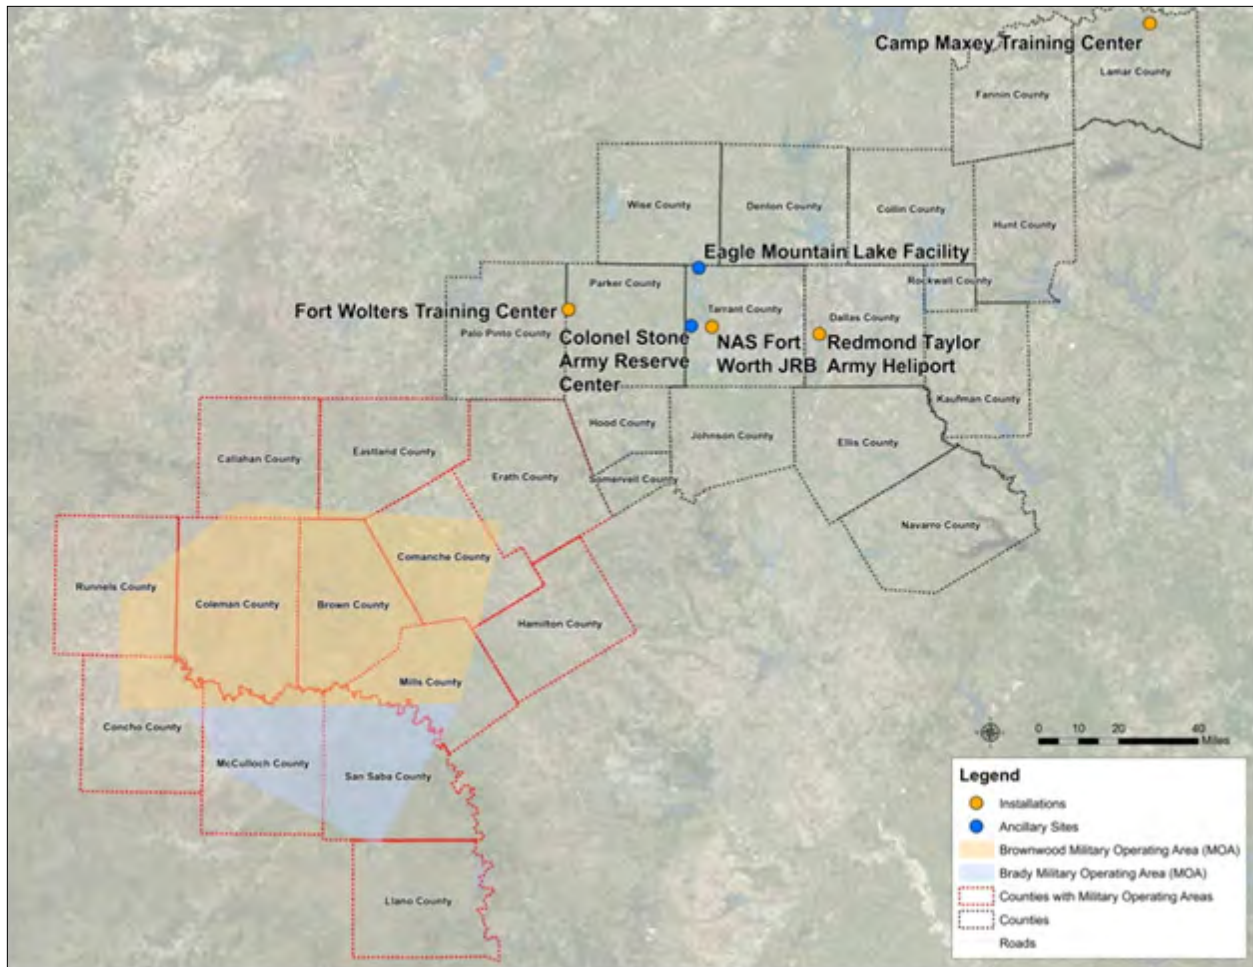 Camp Maxey Training Center
Lamar County
Fannin County
Wise County
Denton County
Collin County
Hunt County
Eagle Mountain Lake Facility
Rockwall County
Parker County
Fort Wolters Training Center
Tarrant County
Dallas County
Palo Pinto County
Colonel Stone
Army Reserve
Center
NAS Fort
Worth JRB
Redmond Taylor
Army Heliport
Kaufman County
Hood County
Johnson County
Ellis County
Callahan County
Eastland County
Erath County
Somervell County
Navarro County
Comanche County
Runnels County
Coleman County
Brown County
Hamilton County
Mills County
Concho County
McCulloch County
San Saba County
Llano County
0 10 20 40
Miles
Legend
Installations
Ancillary Sites
Brownwood Military Operating Area (MOA)
Brady Military Operating Area (MOA)
Counties with Military Operating Areas
Counties
Roads